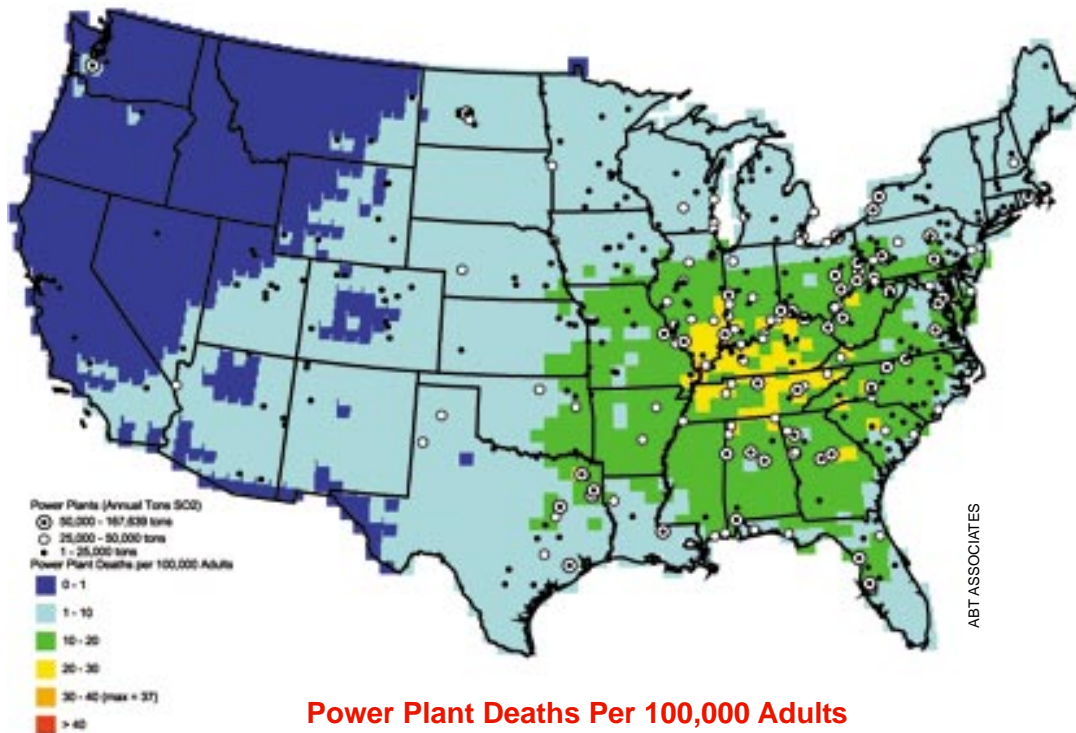 Power Plants (Annual Tons SO2)
50,000 - 167,639 tons
25,000 - 50,000 tons
1 - 25,000 tons
Power Plant Deaths per 100,000 Adults
0 - 1
1 - 10
10 - 20
20 - 30
30 - 40 (max = 37)
> 40
ABT ASSOCIATES
Power Plant Deaths Per 100,000 Adults